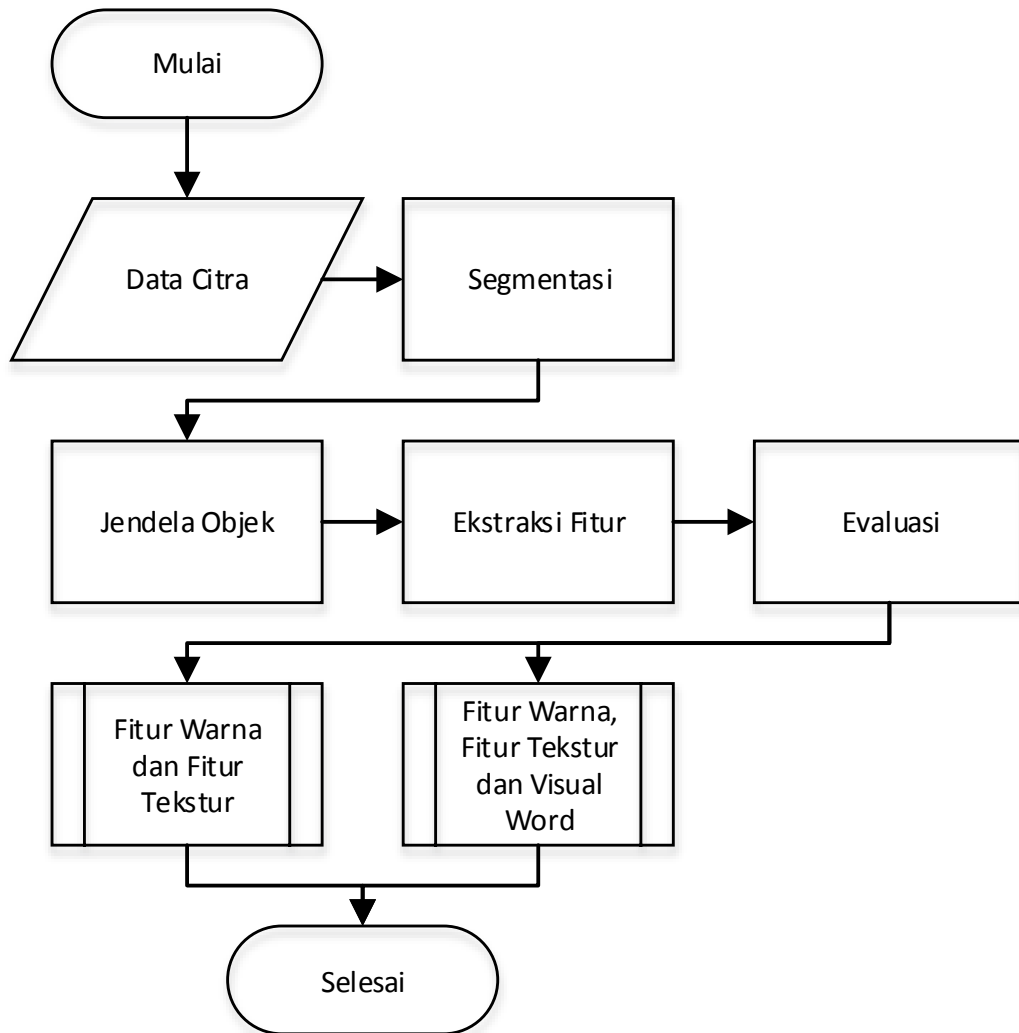 Mulai
Data Citra
Segmentasi
Jendela Objek
Ekstraksi Fitur
Evaluasi
Fitur Warna
dan Fitur
Tekstur
Fitur Warna,
Fitur Tekstur
dan Visual
Word
Selesai